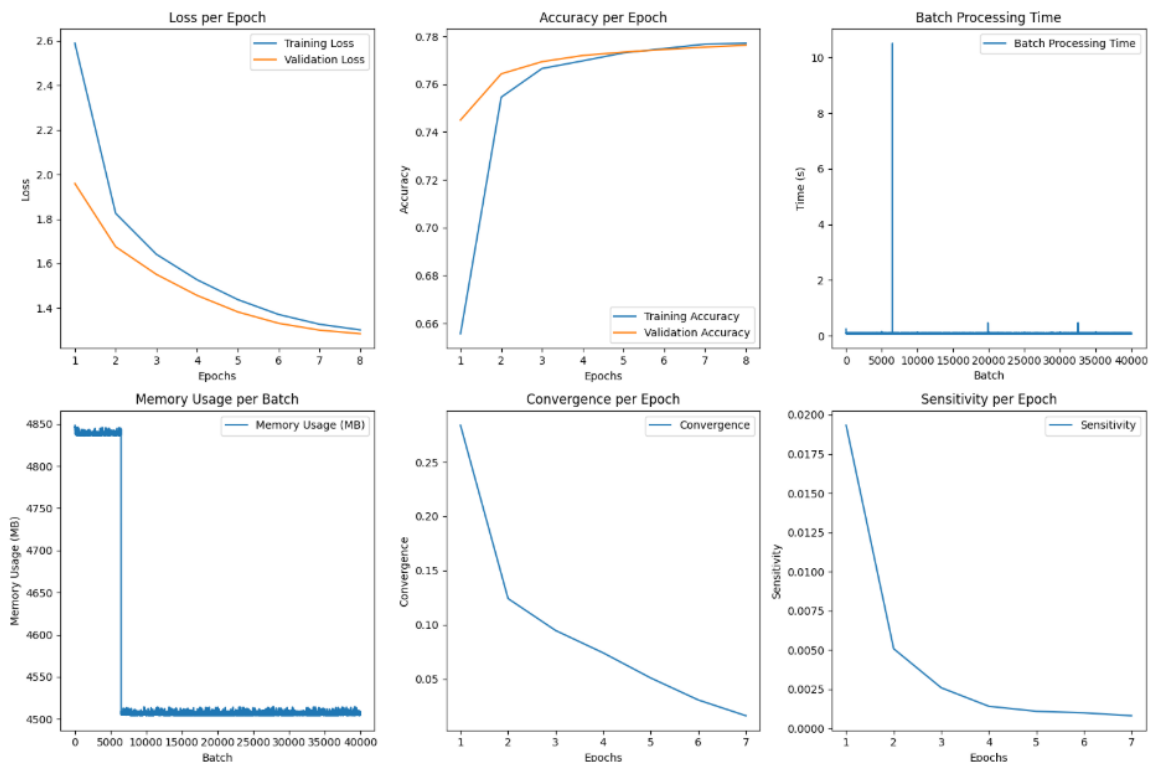 Loss per Epoch
2.6
2.4
2.2
2.0
1.8
1.6
1.4
Loss
Training Loss
Validation Loss
1 2 3 4 5 6 7 8
Epochs
Accuracy per Epoch
0.78
0.76
0.74
0.72
0.70
0.68
0.66
Accuracy
Training Accuracy
Validation Accuracy
1 2 3 4 5 6 7 8
Epochs
Batch Processing Time
10
8
6
4
2
0
Time (s)
Batch Processing Time
0 5000 10000 15000 20000 25000 30000 35000 40000
Batch
Memory Usage per Batch
4850
4800
4750
4700
4650
4600
4550
4500
Memory Usage (MB)
Memory Usage (MB)
0 5000 10000 15000 20000 25000 30000 35000 40000
Batch
Convergence per Epoch
0.25
0.20
0.15
0.10
0.05
Convergence
Convergence
1 2 3 4 5 6 7
Epochs
Sensitivity per Epoch
0.0200
0.0175
0.0150
0.0125
0.0100
0.0075
0.0050
0.0025
0.0000
Sensitivity
Sensitivity
1 2 3 4 5 6 7
Epochs